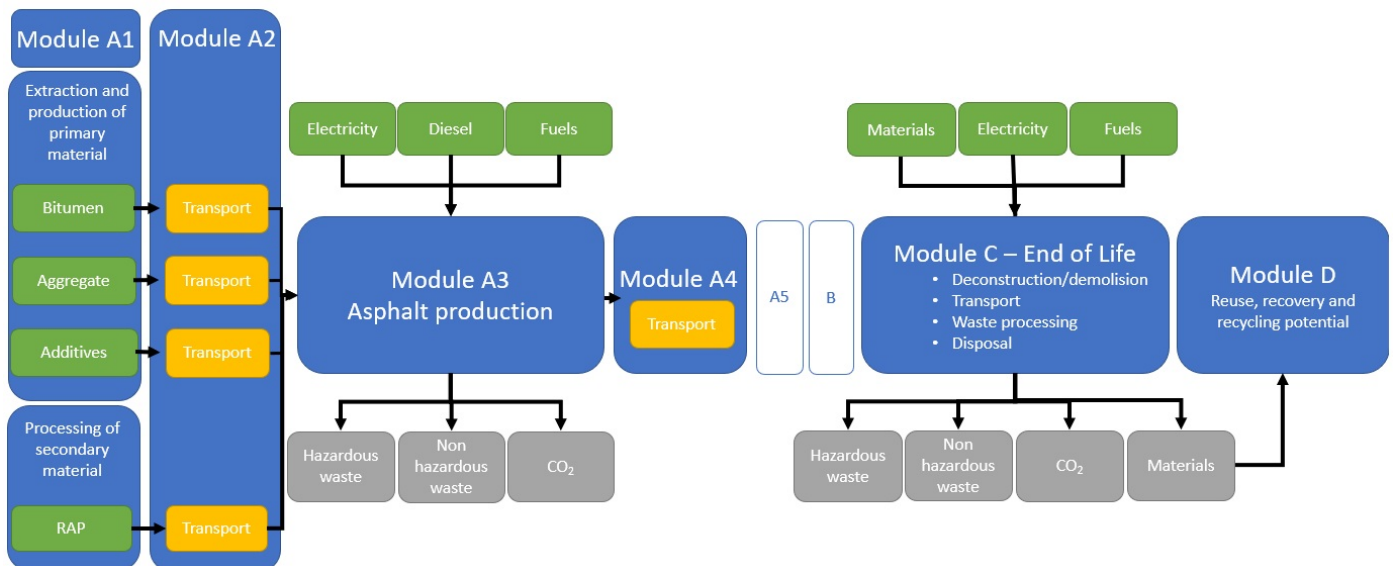 Module A1
Extraction and
production of
primary
material
Bitumen
Aggregate
Additives
Processing of
secondary
material
RAP
Module A2
Transport
Transport
Transport
Transport
Electricity
Diesel
Fuels
Module A3
Asphalt production
Hazardous
waste
Non
hazardous
waste
CO₂
Module A4
Transport
A5
B
Materials
Electricity
Fuels
Module C – End of Life
• Deconstruction/demolision
• Transport
• Waste processing
• Disposal
Hazardous
waste
Non
hazardous
waste
CO₂
Materials
Module D
Reuse, recovery and
recycling potential